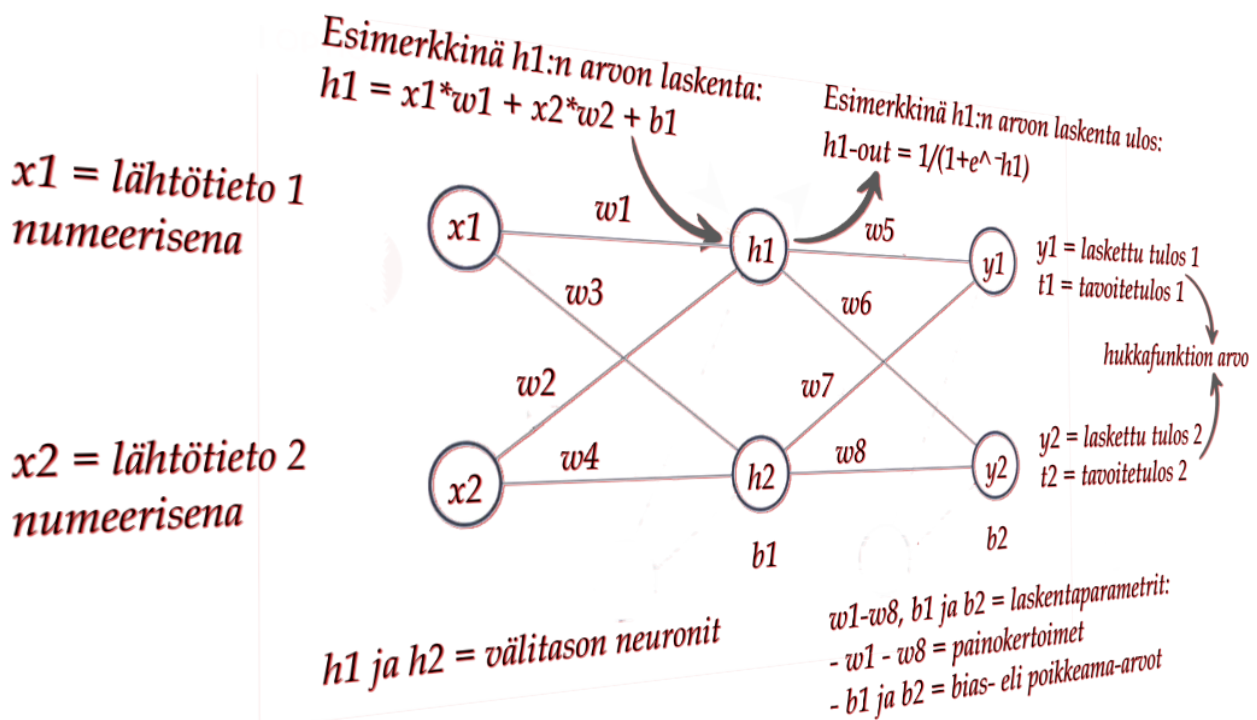 Esimerkkinä h1:n arvon laskenta:
h1 = x1*w1 + x2*w2 + b1
Esimerkkinä h1:n arvon laskenta ulos:
h1-out = 1/(1+e^-h1)
x1 = lähtötieto 1
numeerisena
x1
w1
h1
w5
y1
y1 = laskettu tulos 1
t1 = tavoitetulos 1
w3
w6
hukkafunktion arvo
w2
w7
x2 = lähtötieto 2
numeerisena
x2
w4
h2
w8
y2
y2 = laskettu tulos 2
t2 = tavoitetulos 2
b1
b2
h1 ja h2 = välitason neuronit
w1-w8, b1 ja b2 = laskentaparametrit:
- w1 - w8 = painokertoimet
- b1 ja b2 = bias- eli poikkeama-arvot